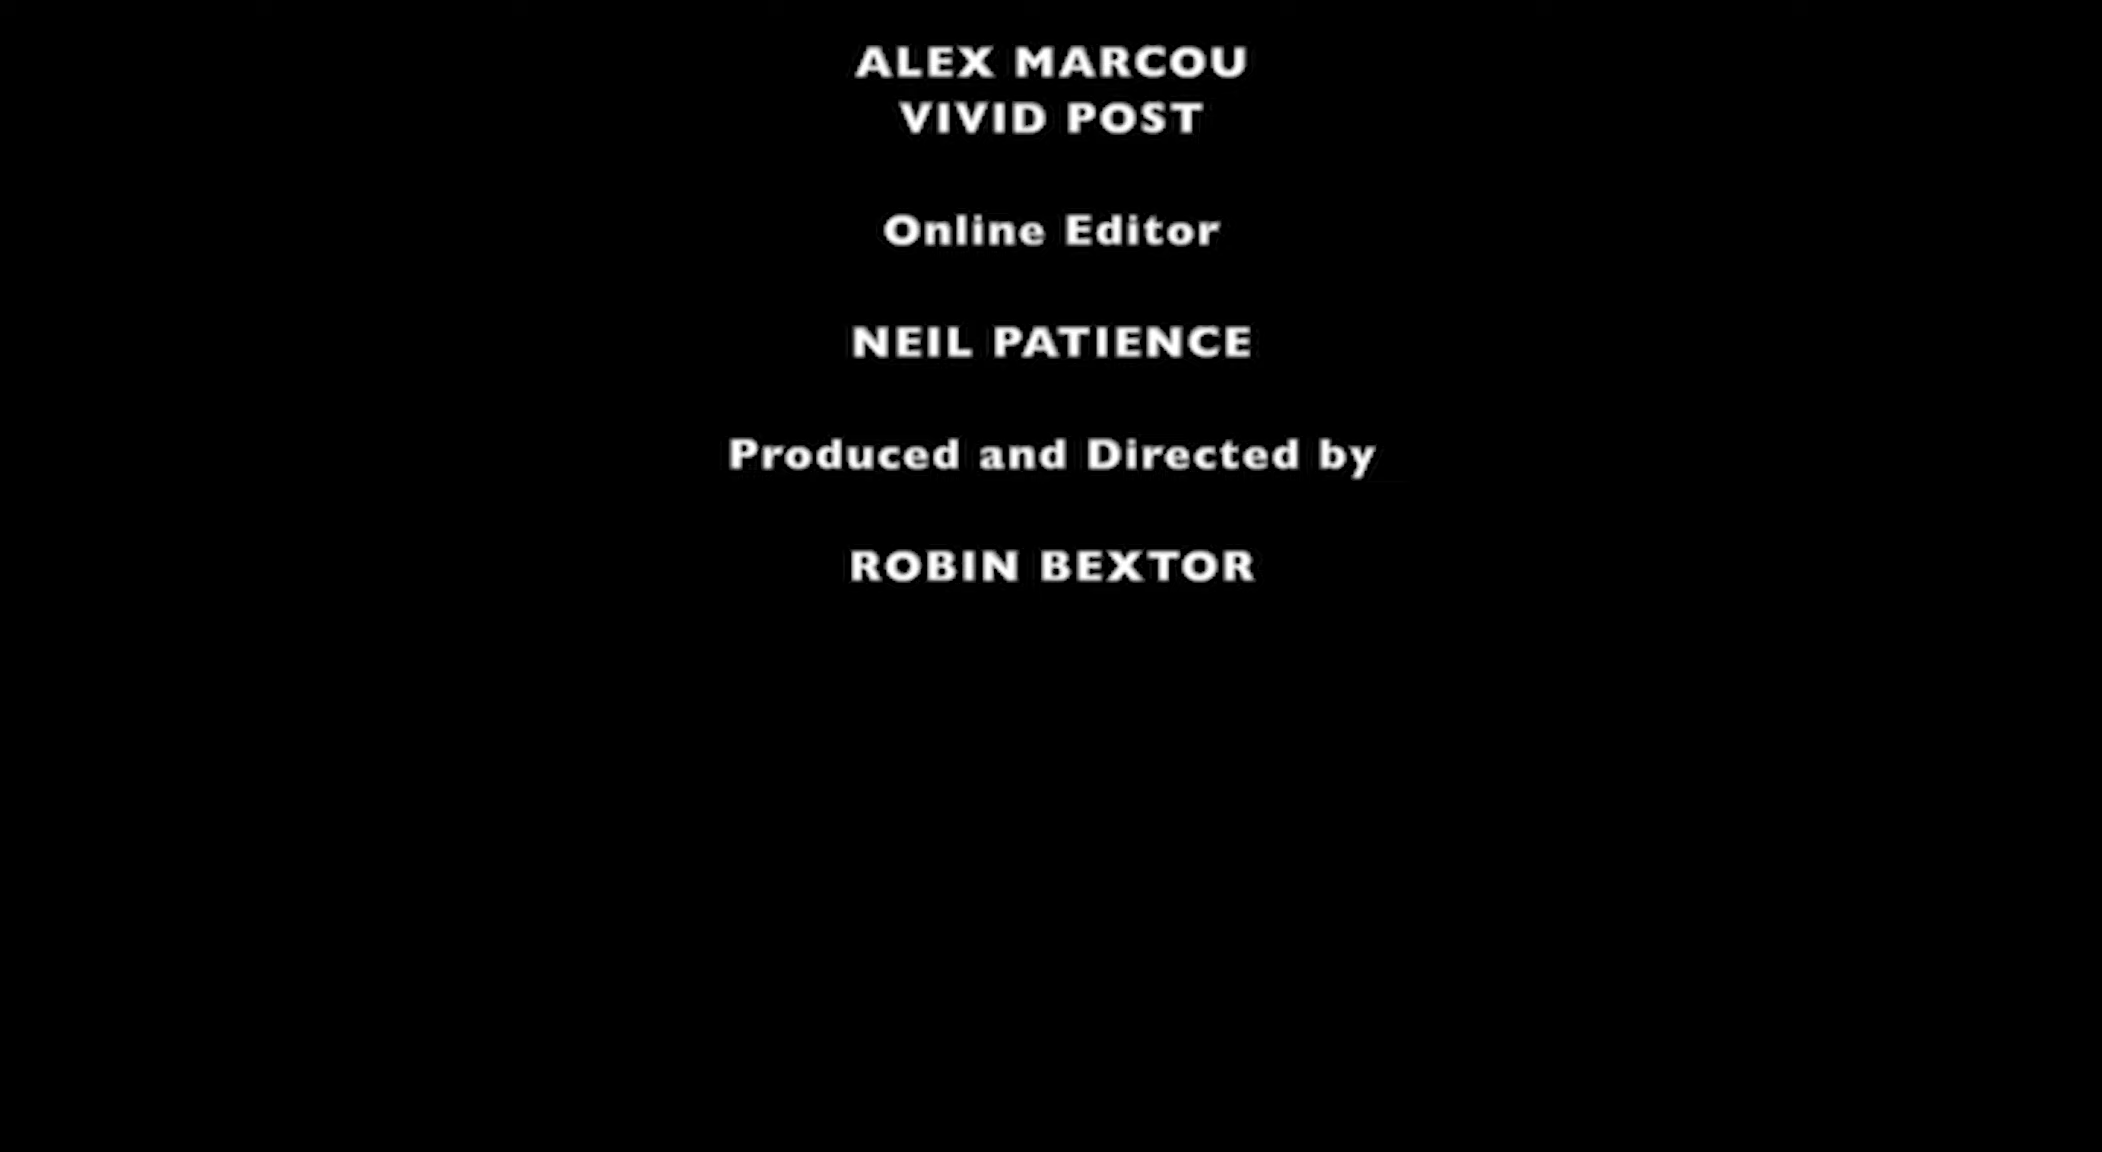 ALEX MARCOU
VIVID POST
Online Editor
NEIL PATIENCE
Produced and Directed by
ROBIN BEXTOR